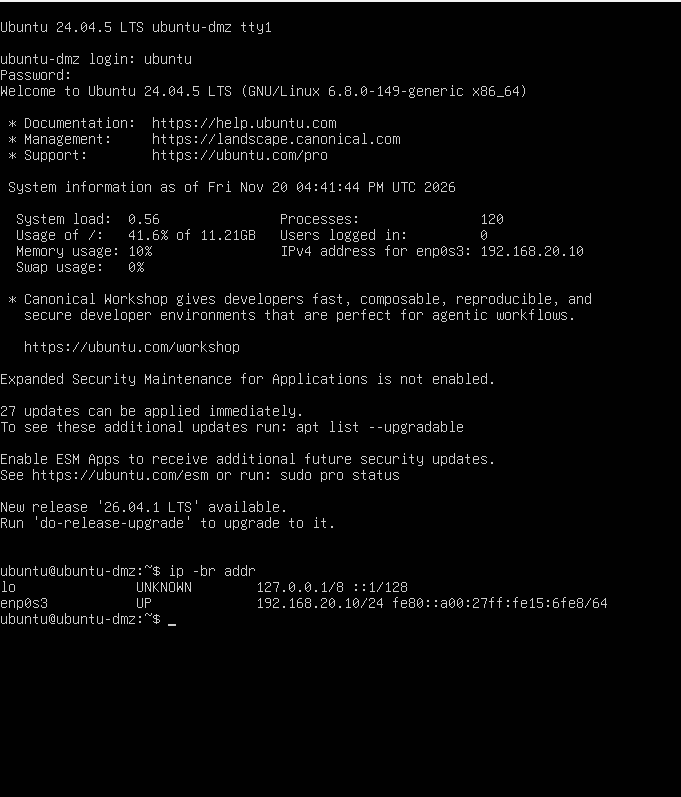 Ubuntu 24.04.5 LTS ubuntu-dmz tty1
ubuntu-dmz login: ubuntu
Password:
Welcome to Ubuntu 24.04.5 LTS (GNU/Linux 6.8.0-149-generic x86_64)
* Documentation:  https://help.ubuntu.com
* Management:     https://landscape.canonical.com
* Support:        https://ubuntu.com/pro
System information as of Fri Nov 20 04:41:44 PM UTC 2026
System load:  0.56               Processes:               120
Usage of /:   41.6% of 11.21GB   Users logged in:         0
Memory usage: 10%                IPv4 address for enp0s3: 192.168.20.10
Swap usage:   0%
* Canonical Workshop gives developers fast, composable, reproducible, and
secure developer environments that are perfect for agentic workflows.
https://ubuntu.com/workshop
Expanded Security Maintenance for Applications is not enabled.
27 updates can be applied immediately.
To see these additional updates run: apt list --upgradable
Enable ESM Apps to receive additional future security updates.
See https://ubuntu.com/esm or run: sudo pro status
New release '26.04.1 LTS' available.
Run 'do-release-upgrade' to upgrade to it.
ubuntu@ubuntu-dmz:~$ ip -br addr
lo               UNKNOWN        127.0.0.1/8 ::1/128
enp0s3           UP             192.168.20.10/24 fe80::a00:27ff:fe15:6fe8/64
ubuntu@ubuntu-dmz:~$ _